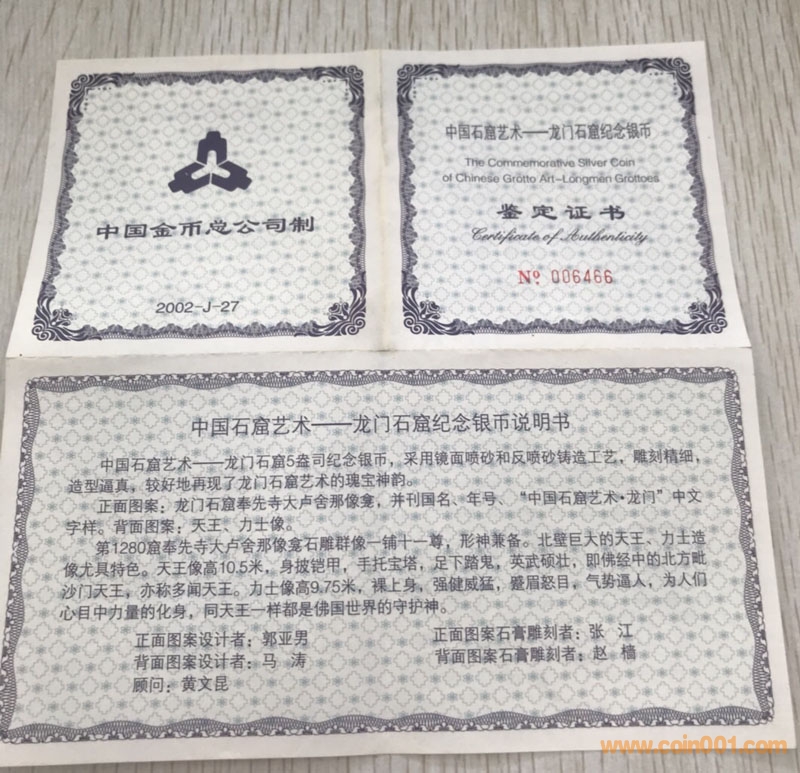 中国金币总公司制
2002-J-27
中国石窟艺术——龙门石窟纪念银币
The Commemorative Silver Coin
of Chinese Grotto Art-Longmen Grottoes
鉴定证书
Certificate of Authenticity
Nº 006466
中国石窟艺术——龙门石窟纪念银币说明书
中国石窟艺术——龙门石窟5盎司纪念银币，采用镜面喷砂和反喷砂铸造工艺，雕刻精细，
造型逼真，较好地再现了龙门石窟艺术的瑰宝神韵。
正面图案：龙门石窟奉先寺大卢舍那像龛，并刊国名、年号、“中国石窟艺术·龙门”中文
字样。背面图案：天王、力士像。
第1280窟奉先寺大卢舍那像龛石雕群像一铺十一尊，形神兼备。北壁巨大的天王、力士造
像尤具特色。天王像高10.5米，身披铠甲，手托宝塔，足下踏鬼，英武硕壮，即佛经中的北方毗
沙门天王，亦称多闻天王。力士像高9.75米，裸上身，强健威猛，蹙眉怒目，气势逼人，为人们
心目中力量的化身，同天王一样都是佛国世界的守护神。
正面图案设计者：郭亚男
背面图案设计者：马 涛
顾问：黄文昆
正面图案石膏雕刻者：张 江
背面图案石膏雕刻者：赵 樯
www.coin001.com